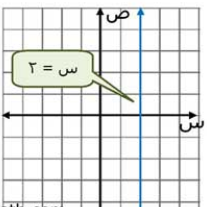 ص
س = ٢
س